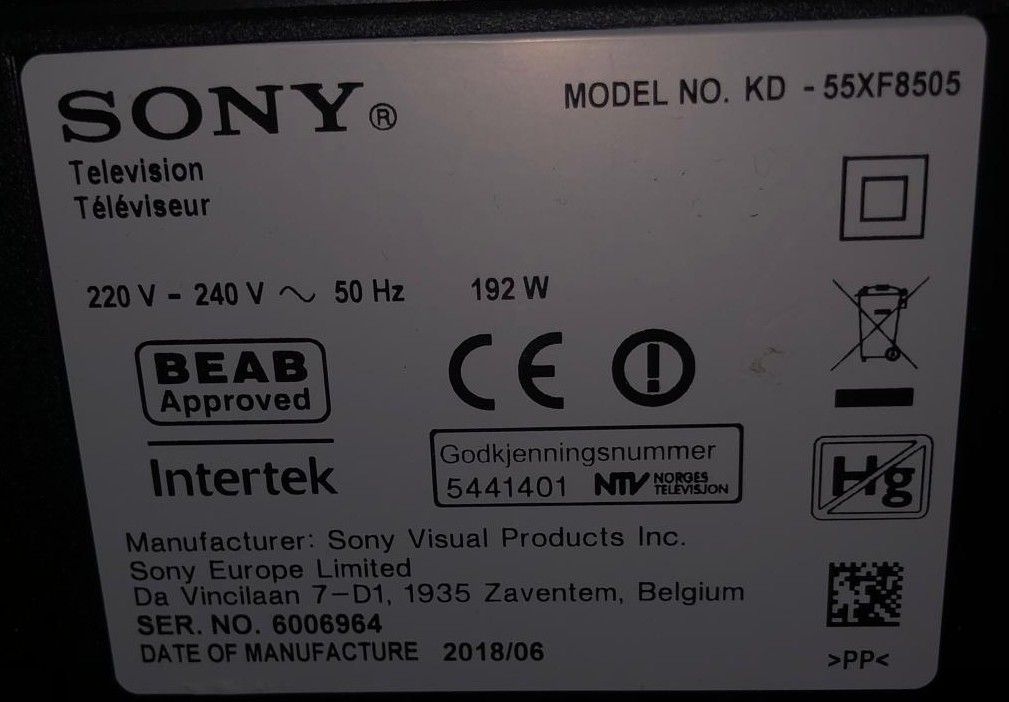 SONY®
MODEL NO. KD - 55XF8505
Television
Téléviseur
220 V - 240 V ~ 50 Hz 192 W
BEAB
Approved
Intertek
CE
Godkjenningsnummer
5441401 NTV NORGES
TELEVISJON
Hg
Manufacturer: Sony Visual Products Inc.
Sony Europe Limited
Da Vincilaan 7-D1, 1935 Zaventem, Belgium
SER. NO. 6006964
DATE OF MANUFACTURE 2018/06
>PP<